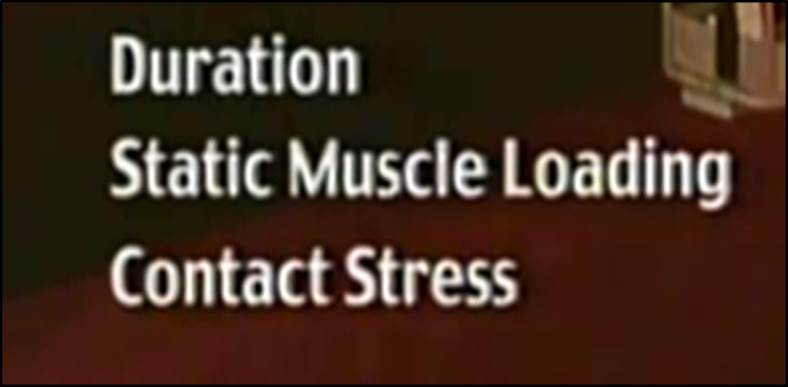 Duration
Static Muscle Loading
Contact Stress